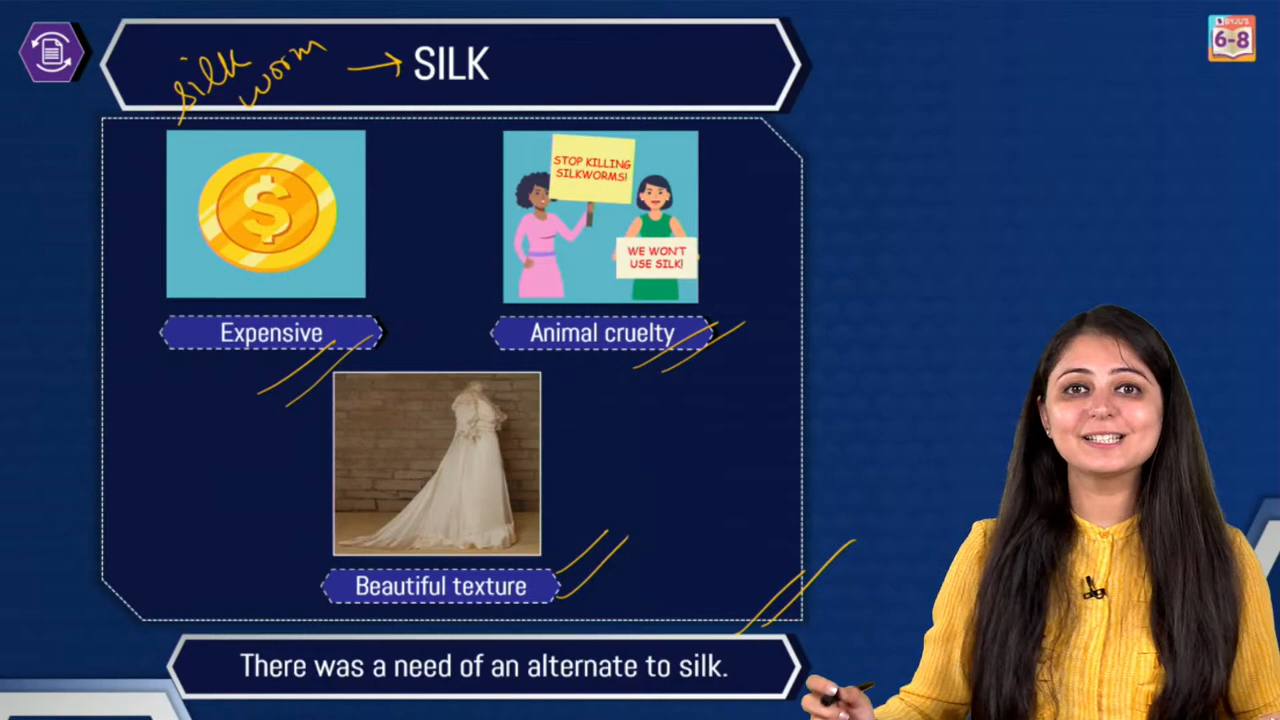 silk
worm
SILK
BYJU'S
6-8
STOP KILLING
SILKWORMS!
WE WON'T
USE SILK!
Expensive
Animal cruelty
Beautiful texture
There was a need of an alternate to silk.